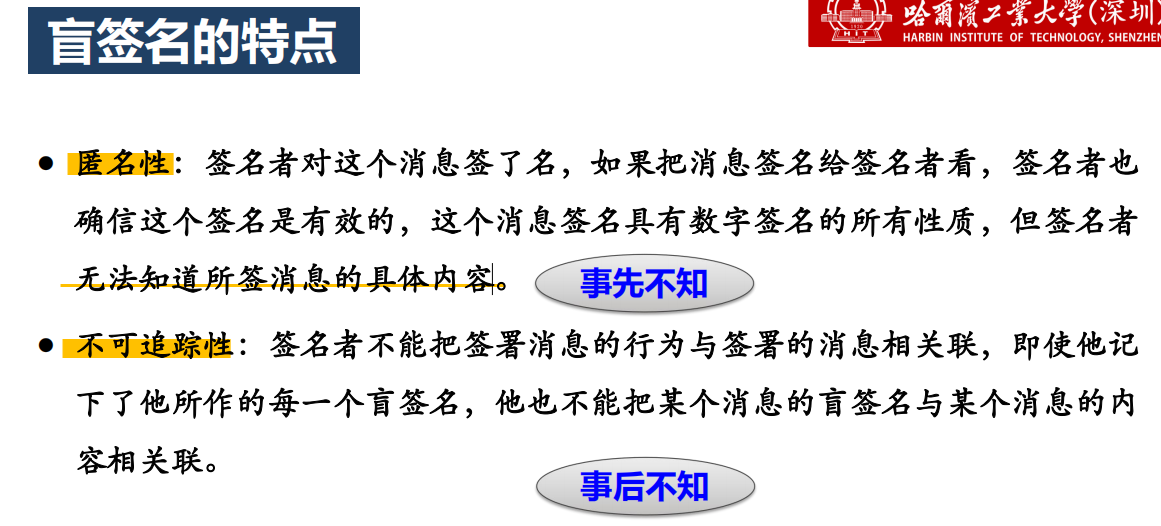 盲签名的特点
哈爾濱工業大學(深圳)
HARBIN INSTITUTE OF TECHNOLOGY, SHENZHEN
HIT
● 匿名性：签名者对这个消息签了名，如果把消息签名给签名者看，签名者也
确信这个签名是有效的，这个消息签名具有数字签名的所有性质，但签名者
无法知道所签消息的具体内容。
事先不知
● 不可追踪性：签名者不能把签署消息的行为与签署的消息相关联，即使他记
下了他所作的每一个盲签名，他也不能把某个消息的盲签名与某个消息的内
容相关联。
事后不知